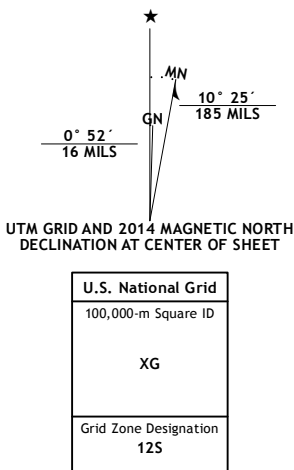 ★
MN
GN
10° 25´
185 MILS
0° 52´
16 MILS
UTM GRID AND 2014 MAGNETIC NORTH
DECLINATION AT CENTER OF SHEET
U.S. National Grid
100,000-m Square ID
XG
Grid Zone Designation
12S